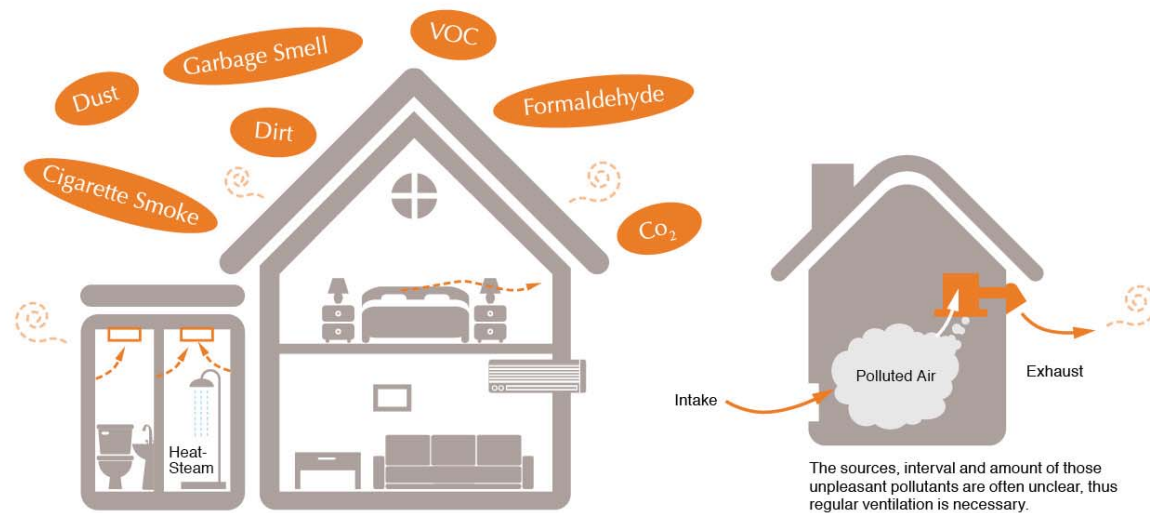 VOC
Garbage Smell
Dust
Formaldehyde
Dirt
Cigarette Smoke
Co₂
Heat-
Steam
Polluted Air
Intake
Exhaust
The sources, interval and amount of those
unpleasant pollutants are often unclear, thus
regular ventilation is necessary.